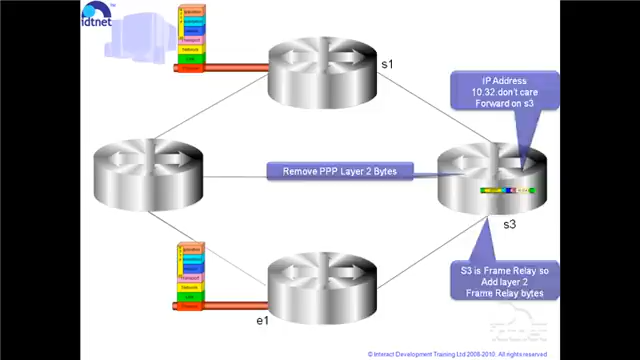 idtnet
TM
s1
IP Address
10.32.don't care
Forward on s3
Remove PPP Layer 2 Bytes
s3
S3 is Frame Relay so
Add layer 2
Frame Relay bytes
e1
idtnet
© Interact Development Training Ltd 2008-2010. All rights reserved